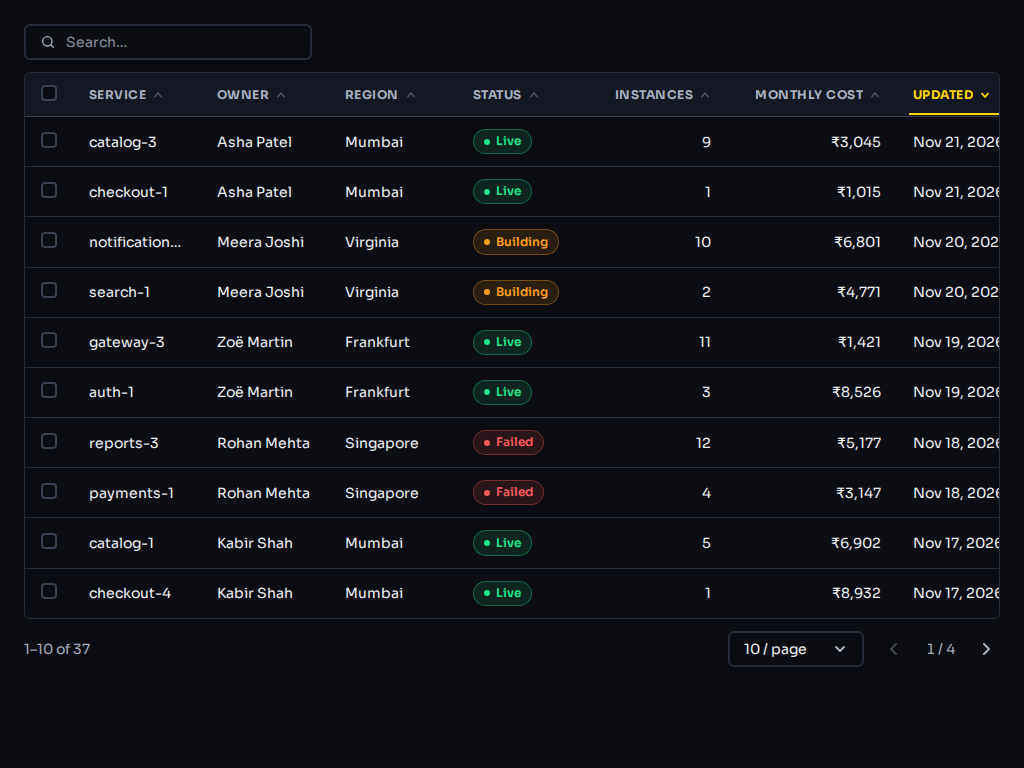 Search...
SERVICE OWNER REGION STATUS INSTANCES MONTHLY COST UPDATED
catalog-3 Asha Patel Mumbai Live 9 ₹3,045 Nov 21, 2026
checkout-1 Asha Patel Mumbai Live 1 ₹1,015 Nov 21, 2026
notification... Meera Joshi Virginia Building 10 ₹6,801 Nov 20, 202
search-1 Meera Joshi Virginia Building 2 ₹4,771 Nov 20, 202
gateway-3 Zoë Martin Frankfurt Live 11 ₹1,421 Nov 19, 2026
auth-1 Zoë Martin Frankfurt Live 3 ₹8,526 Nov 19, 2026
reports-3 Rohan Mehta Singapore Failed 12 ₹5,177 Nov 18, 2026
payments-1 Rohan Mehta Singapore Failed 4 ₹3,147 Nov 18, 2026
catalog-1 Kabir Shah Mumbai Live 5 ₹6,902 Nov 17, 2026
checkout-4 Kabir Shah Mumbai Live 1 ₹8,932 Nov 17, 2026
1–10 of 37 10 / page 1 / 4